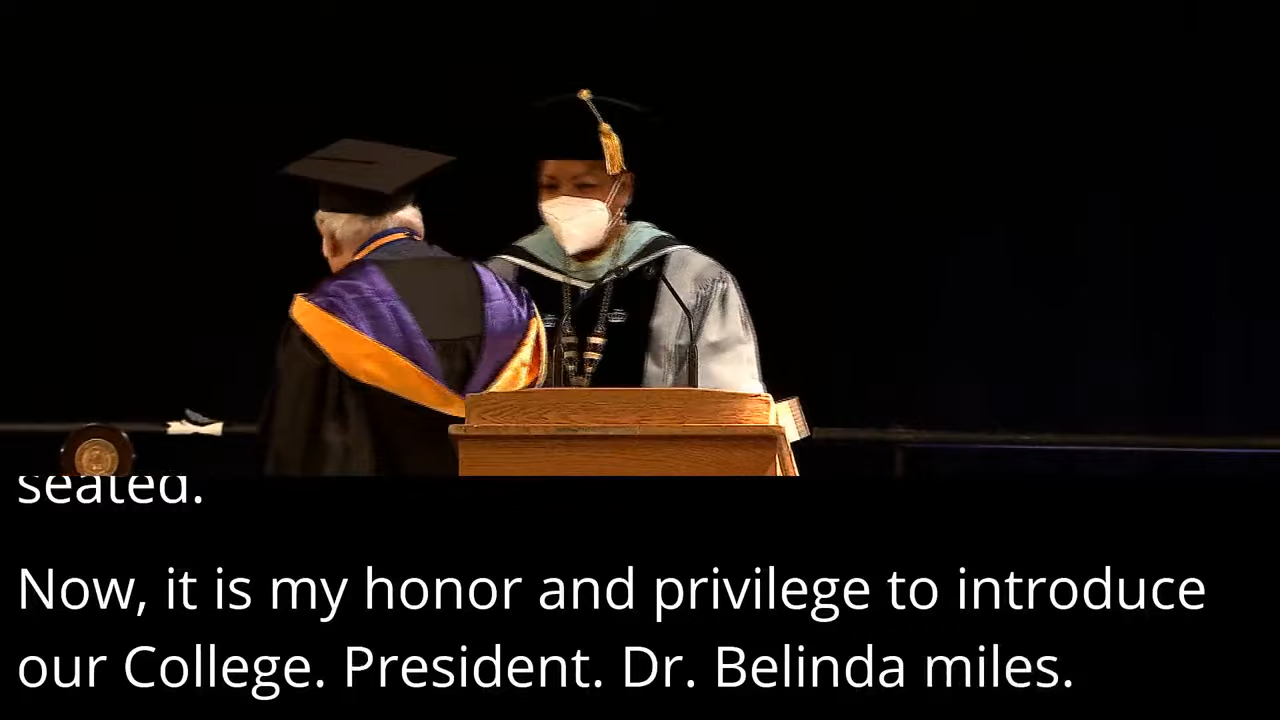 seated.
Now, it is my honor and privilege to introduce
our College. President. Dr. Belinda miles.